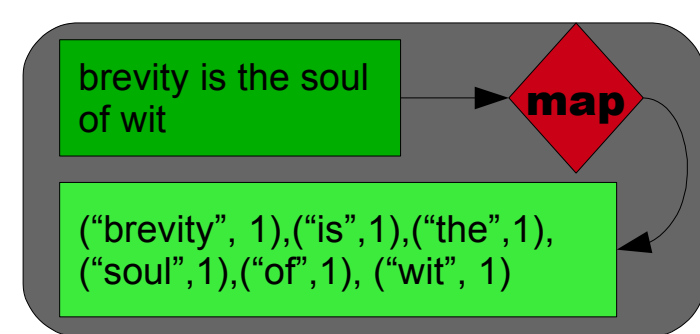 brevity is the soul
of wit
map
(“brevity”, 1),(“is”,1),(“the”,1),
(“soul”,1),(“of”,1), (“wit”, 1)